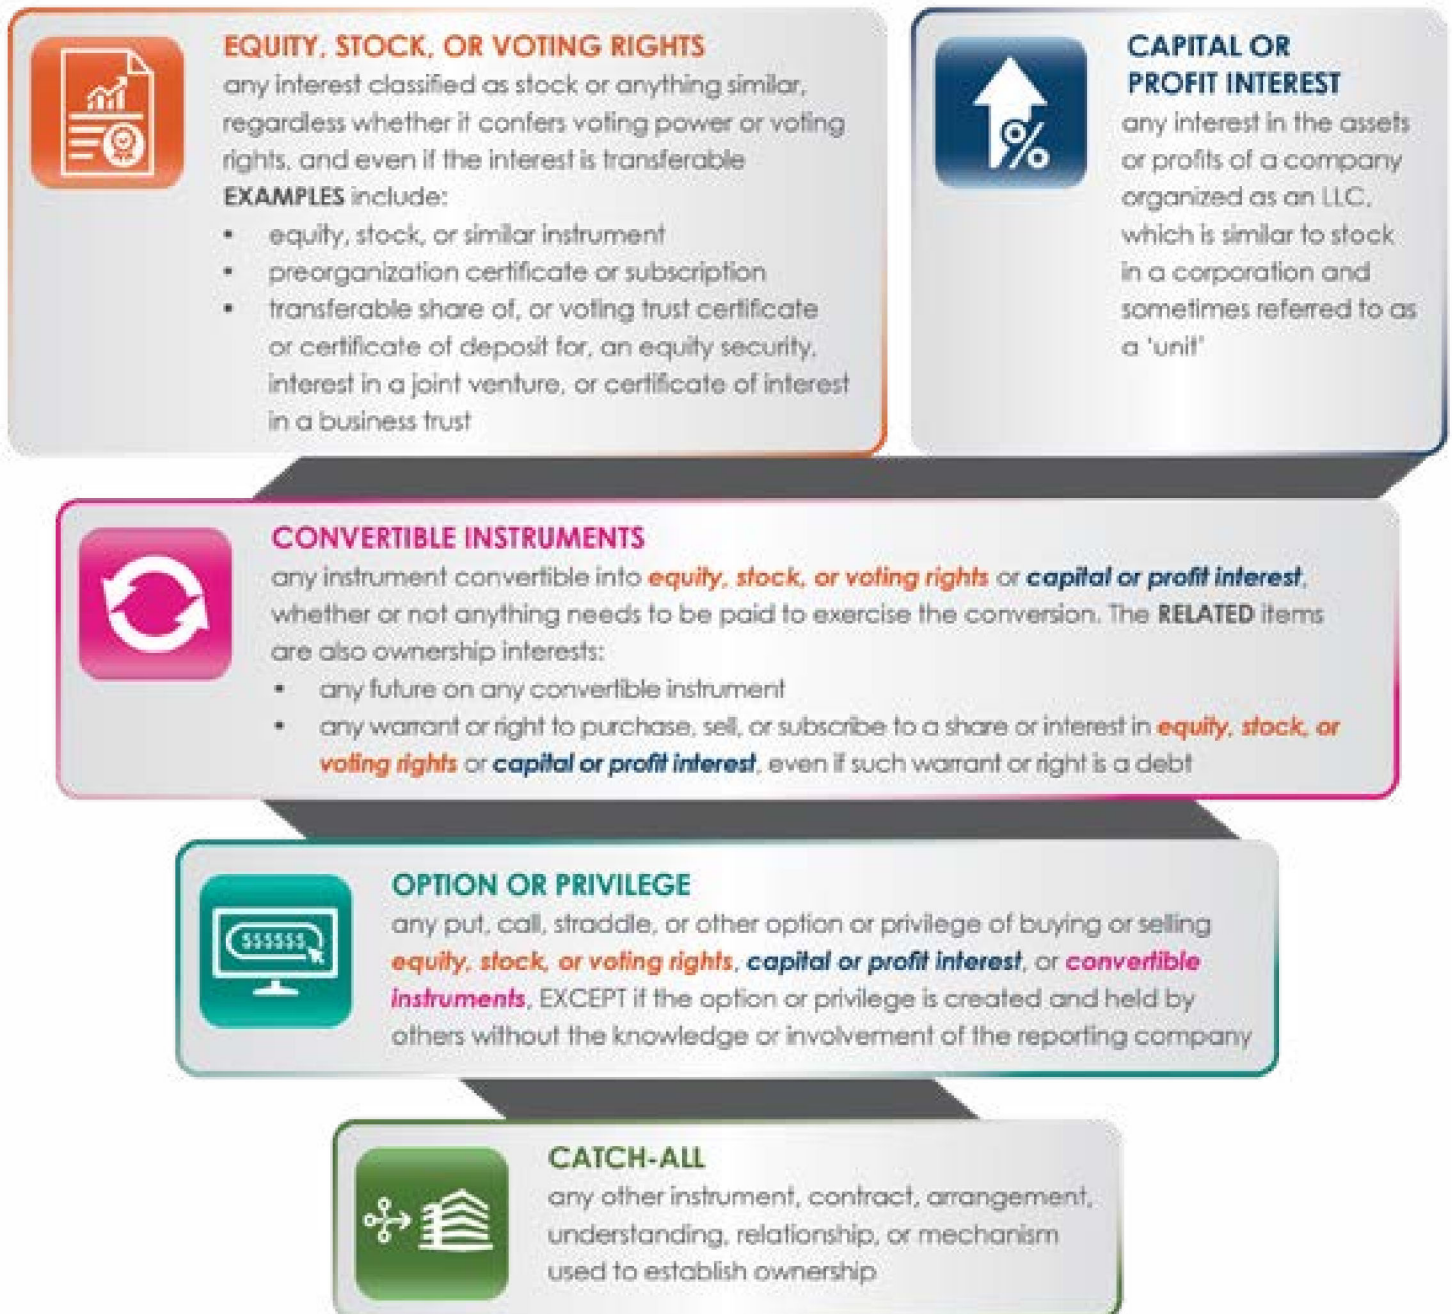 EQUITY, STOCK, OR VOTING RIGHTS
any interest classified as stock or anything similar,
regardless whether it confers voting power or voting
rights, and even if the interest is transferable
EXAMPLES include:
• equity, stock, or similar instrument
• preorganization certificate or subscription
• transferable share of, or voting trust certificate
or certificate of deposit for, an equity security,
interest in a joint venture, or certificate of interest
in a business trust
%
CAPITAL OR
PROFIT INTEREST
any interest in the assets
or profits of a company
organized as an LLC,
which is similar to stock
in a corporation and
sometimes referred to as
a 'unit'
CONVERTIBLE INSTRUMENTS
any instrument convertible into equity, stock, or voting rights or capital or profit interest,
whether or not anything needs to be paid to exercise the conversion. The RELATED items
are also ownership interests:
• any future on any convertible instrument
• any warrant or right to purchase, sell, or subscribe to a share or interest in equity, stock, or
voting rights or capital or profit interest, even if such warrant or right is a debt
$$$$$$
OPTION OR PRIVILEGE
any put, call, straddle, or other option or privilege of buying or selling
equity, stock, or voting rights, capital or profit interest, or convertible
instruments, EXCEPT if the option or privilege is created and held by
others without the knowledge or involvement of the reporting company
CATCH-ALL
any other instrument, contract, arrangement,
understanding, relationship, or mechanism
used to establish ownership